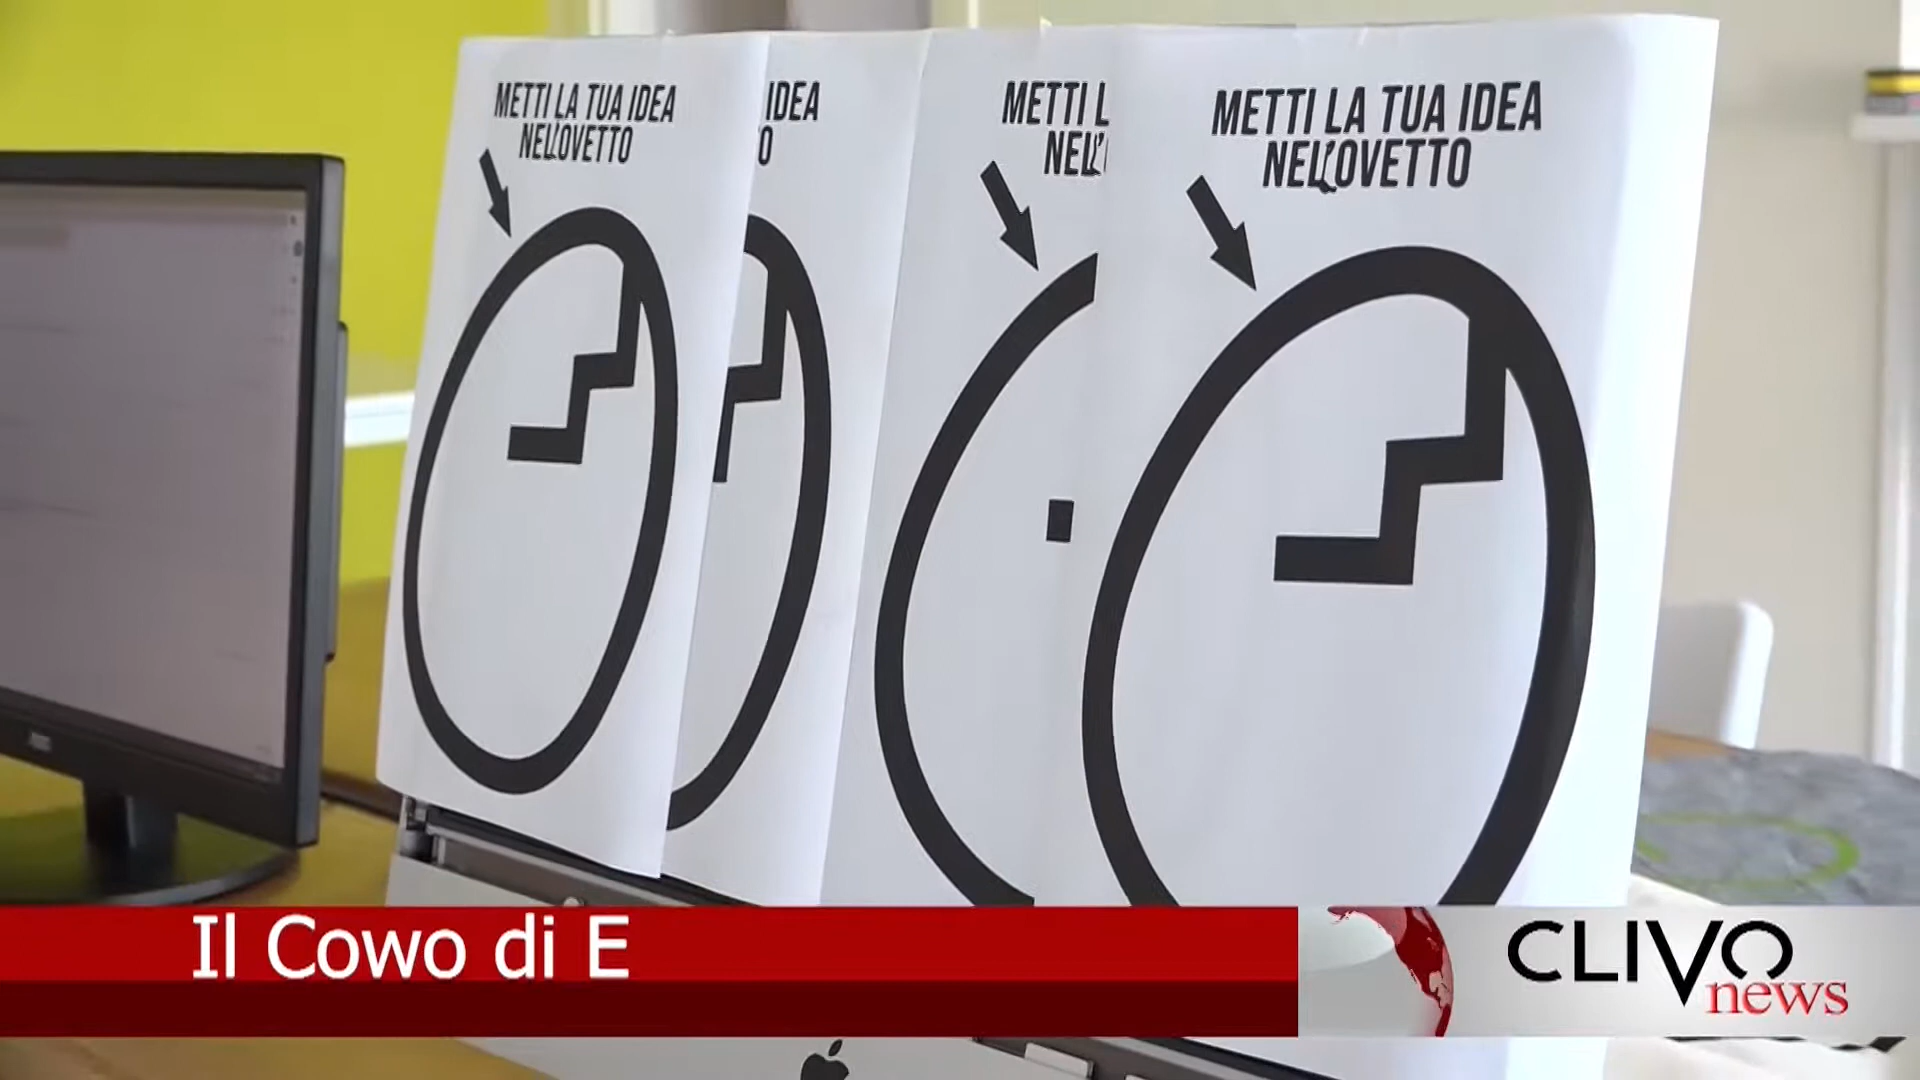 METTI LA TUA IDEA
NELL'OVETTO
IDEA
O
METTI L
NELL'
METTI LA TUA IDEA
NELL'OVETTO
Il Cowo di E
CLIVO
news